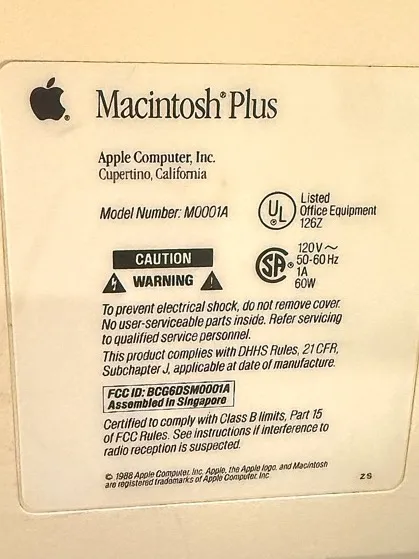 Macintosh® Plus
Apple Computer, Inc.
Cupertino, California
Model Number: M0001A
UL
®
Listed
Office Equipment
126Z
CAUTION
WARNING
SA ®
120V ~
50-60 Hz
1A
60W
To prevent electrical shock, do not remove cover.
No user-serviceable parts inside. Refer servicing
to qualified service personnel.
This product complies with DHHS Rules, 21 CFR,
Subchapter J, applicable at date of manufacture.
FCC ID: BCG6DSM0001A
Assembled in Singapore
Certified to comply with Class B limits, Part 15
of FCC Rules. See instructions if interference to
radio reception is suspected.
© 1988 Apple Computer, Inc. Apple, the Apple logo, and Macintosh
are registered trademarks of Apple Computer, Inc.
ZS